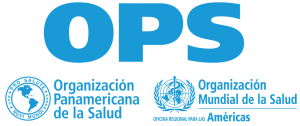 OPS
Organización
Panamericana
de la Salud
Organización
Mundial de la Salud
OFICINA REGIONAL PARA LAS Américas